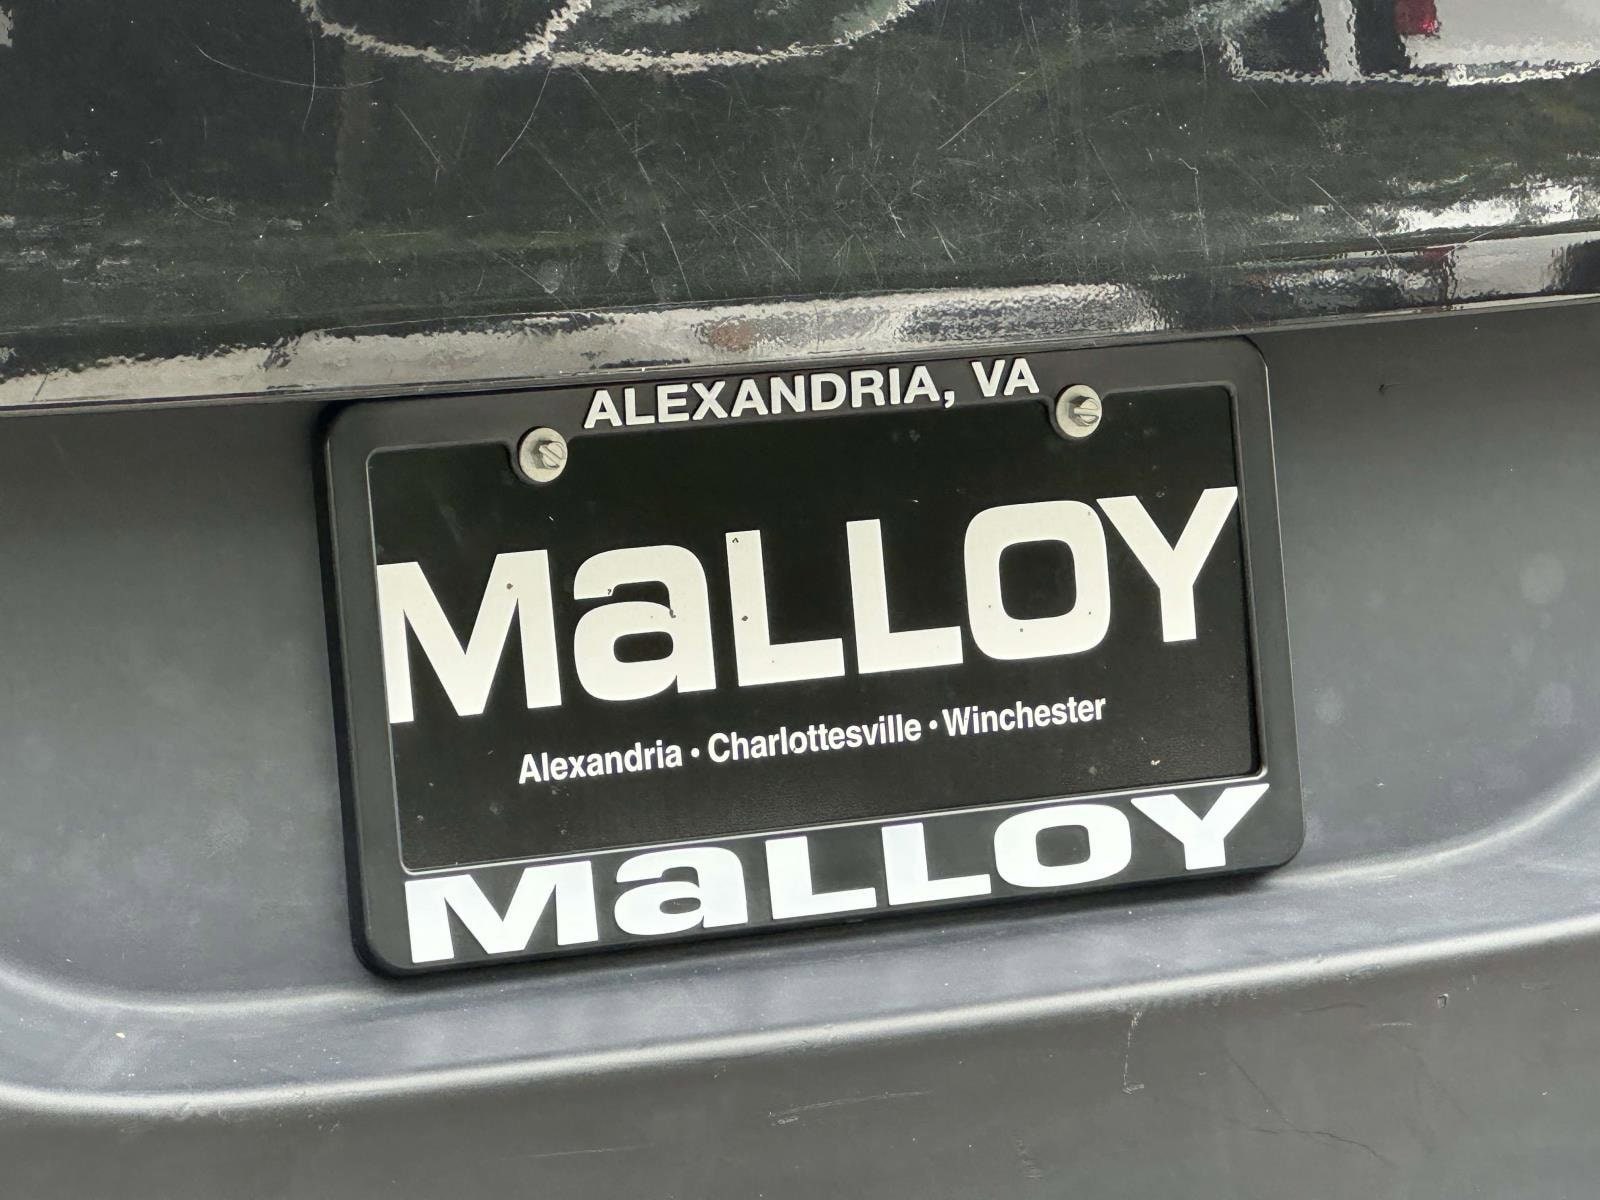 ALEXANDRIA, VA
MaLLOY
Alexandria • Charlottesville • Winchester
MaLLOY